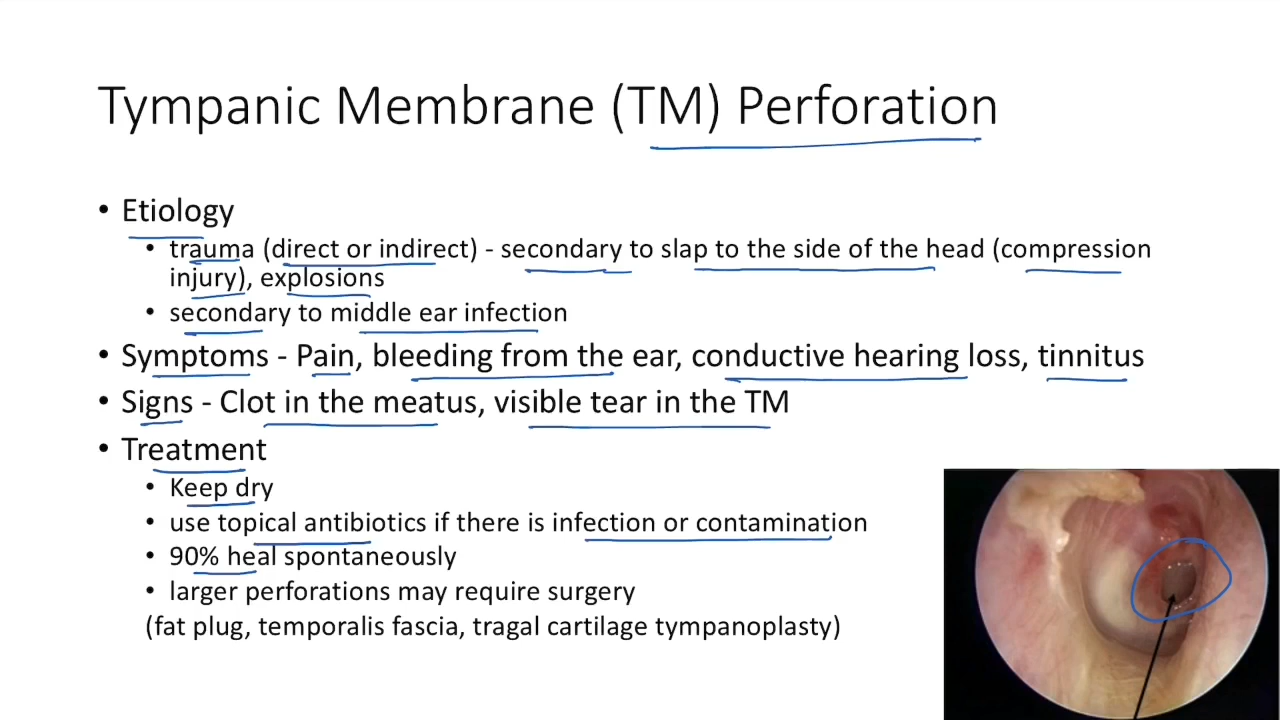 Tympanic Membrane (TM) Perforation
• Etiology
• trauma (direct or indirect) - secondary to slap to the side of the head (compression
injury), explosions
• secondary to middle ear infection
• Symptoms - Pain, bleeding from the ear, conductive hearing loss, tinnitus
• Signs - Clot in the meatus, visible tear in the TM
• Treatment
• Keep dry
• use topical antibiotics if there is infection or contamination
• 90% heal spontaneously
• larger perforations may require surgery
(fat plug, temporalis fascia, tragal cartilage tympanoplasty)